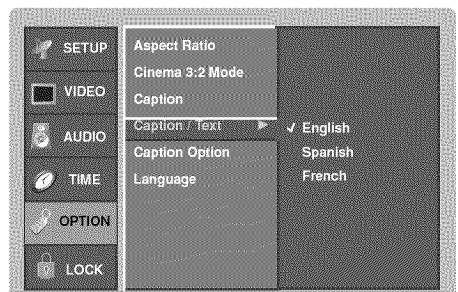 SETUP
VIDEO
AUDIO
TIME
OPTION
LOCK
Aspect Ratio
Cinema 3:2 Mode
Caption
Caption / Text
Caption Option
Language
English
Spanish
French